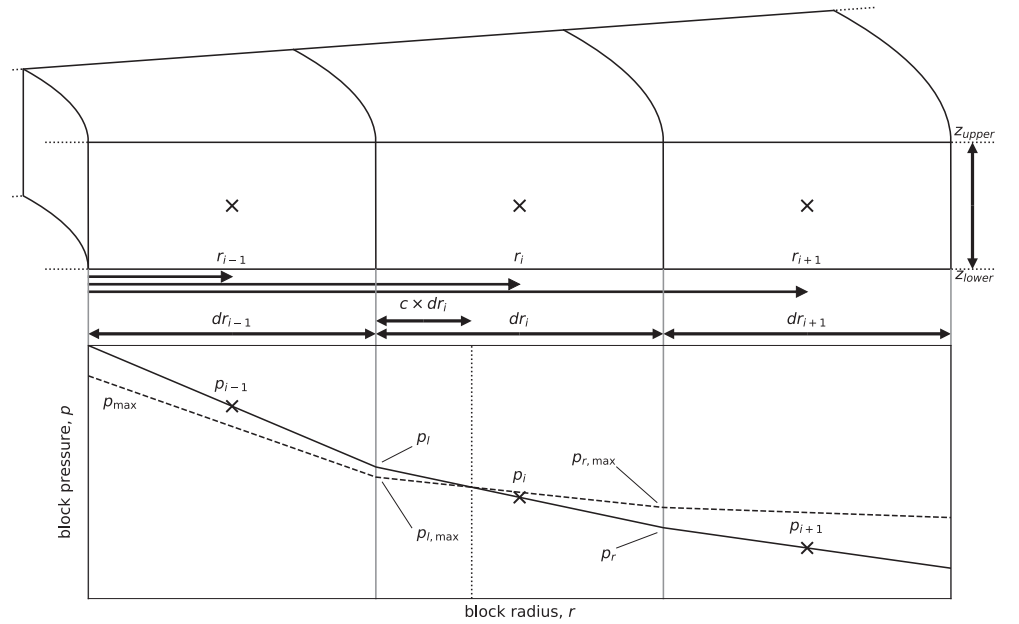 z_upper
r_{i−1}
r_i
r_{i+1}
z_lower
c × dr_i
dr_{i−1}
dr_i
dr_{i+1}
p_{i−1}
p_max
p_l
p_{r, max}
p_i
p_{i+1}
p_{l, max}
p_r
block pressure, p
block radius, r